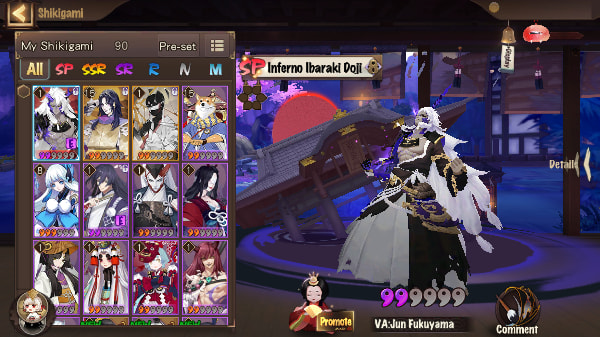 Shikigami
My Shikigami 90 Pre-set
All SP SSR SR R N M
SP Inferno Ibaraki Doji
Detail
Promote
VA:Jun Fukuyama
Comment